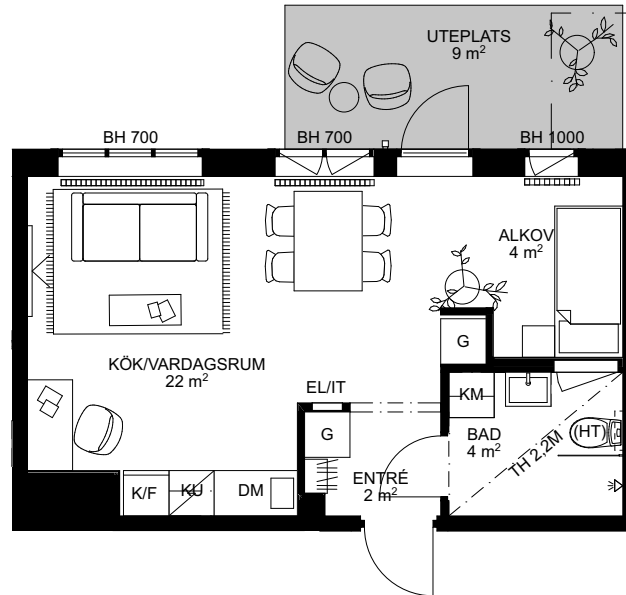 UTEPLATS
9 m²
BH 700
BH 700
BH 1000
ALKOV
4 m²
KÖK/VARDAGSRUM
22 m²
G
EL/IT
KM
G
BAD
4 m²
(HT)
TH 2,2M
ENTRÉ
2 m²
K/F
KU
DM